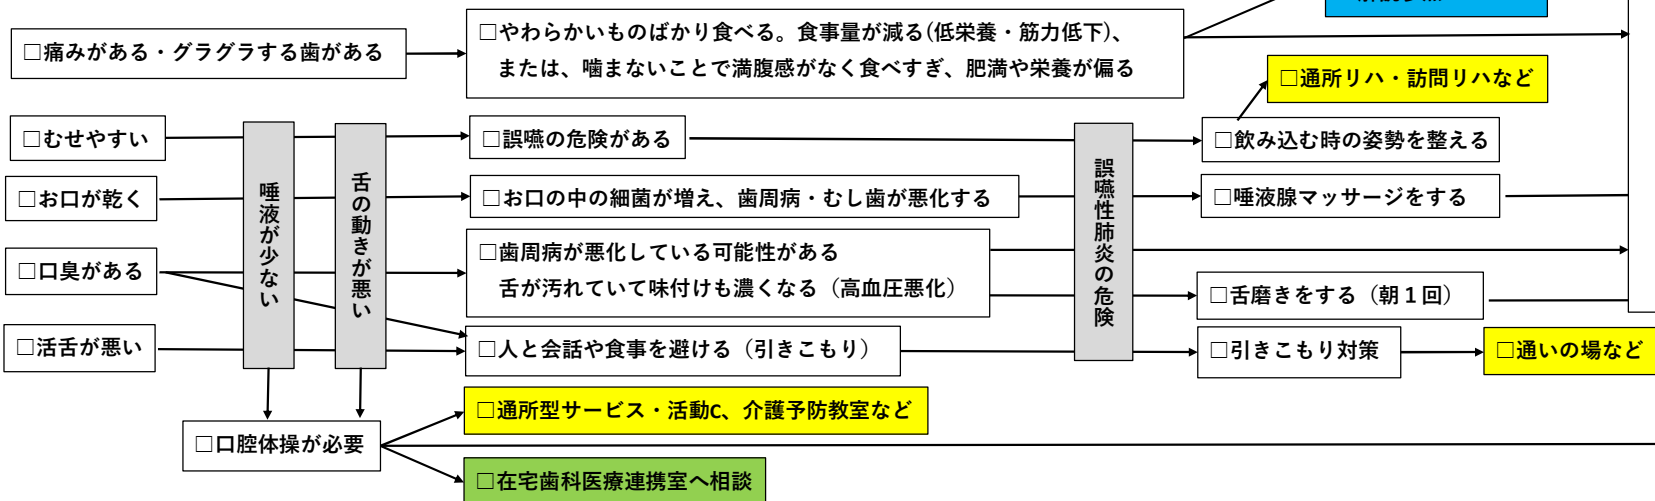 □痛みがある・グラグラする歯がある
□やわらかいものばかり食べる。食事量が減る(低栄養・筋力低下)、
または、噛まないことで満腹感がなく食べすぎ、肥満や栄養が偏る
□通所リハ・訪問リハなど
□むせやすい
□誤嚥の危険がある
□飲み込む時の姿勢を整える
□お口が乾く
□お口の中の細菌が増え、歯周病・むし歯が悪化する
□唾液腺マッサージをする
唾液が少ない
舌の動きが悪い
誤嚥性肺炎の危険
□口臭がある
□歯周病が悪化している可能性がある
舌が汚れていて味付けも濃くなる（高血圧悪化）
□舌磨きをする（朝１回）
□活舌が悪い
□人と会話や食事を避ける（引きこもり）
□引きこもり対策
□通いの場など
□通所型サービス・活動C、介護予防教室など
□口腔体操が必要
□在宅歯科医療連携室へ相談